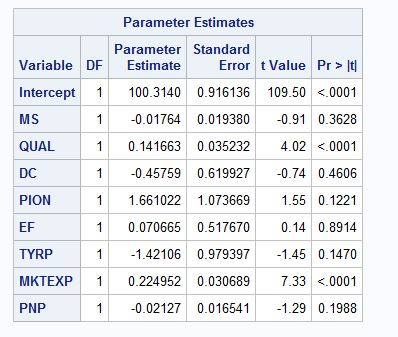 Parameter Estimates
Variable DF Parameter Estimate Standard Error t Value Pr > |t|
Intercept 1 100.3140 0.916136 109.50 <.0001
MS 1 -0.01764 0.019380 -0.91 0.3628
QUAL 1 0.141663 0.035232 4.02 <.0001
DC 1 -0.45759 0.619927 -0.74 0.4606
PION 1 1.661022 1.073669 1.55 0.1221
EF 1 0.070665 0.517670 0.14 0.8914
TYRP 1 -1.42106 0.979397 -1.45 0.1470
MKTEXP 1 0.224952 0.030689 7.33 <.0001
PNP 1 -0.02127 0.016541 -1.29 0.1988